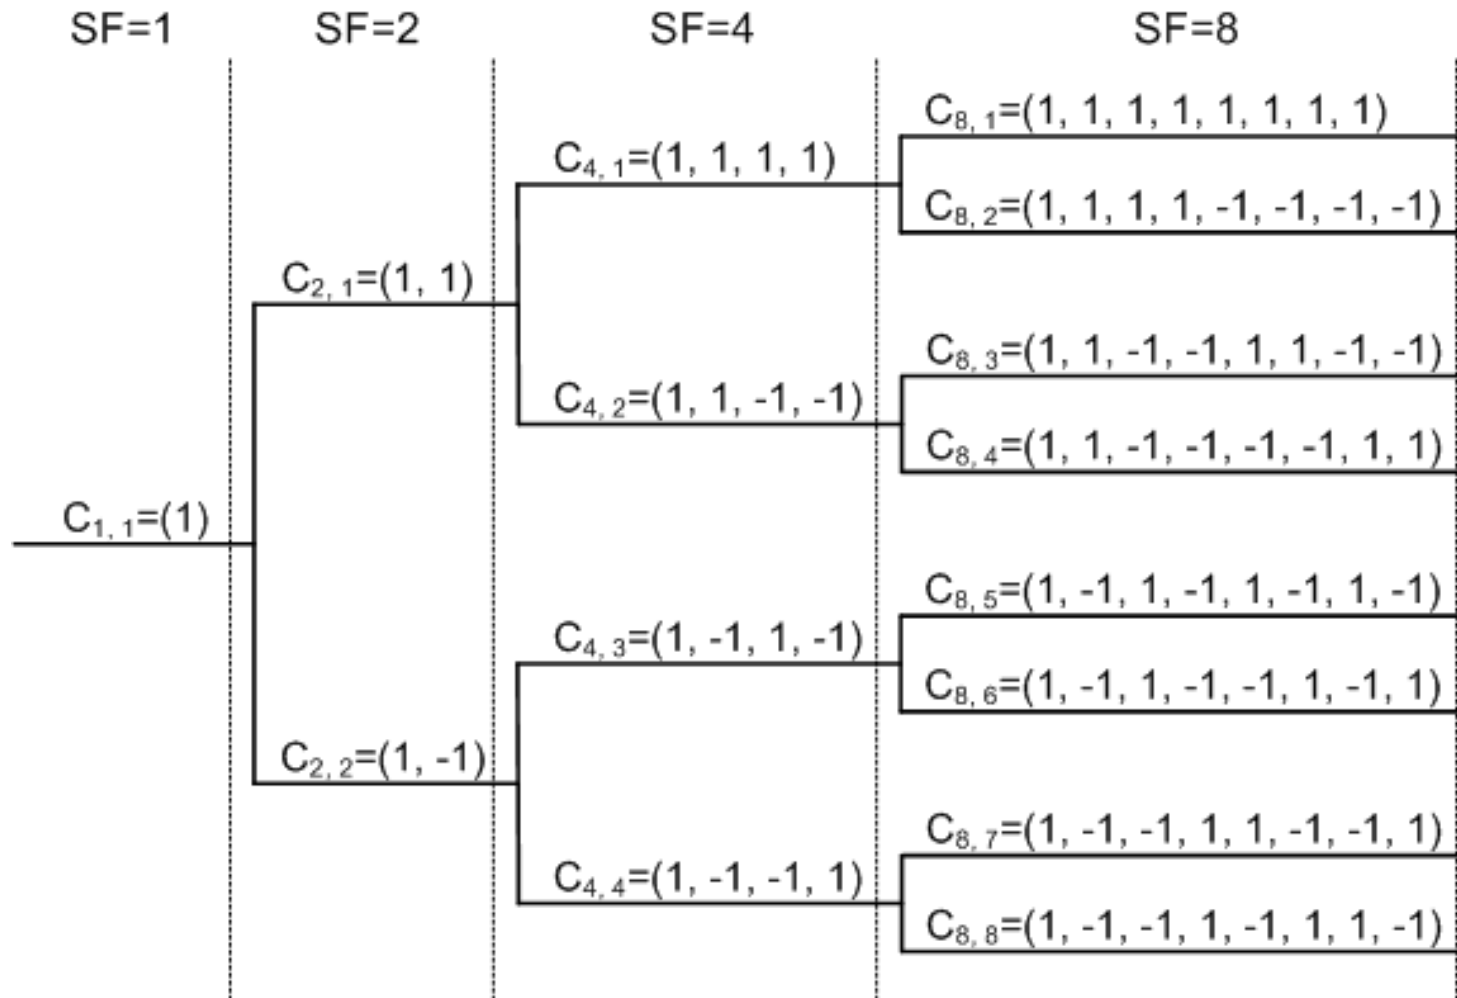 SF=1 SF=2 SF=4 SF=8
C8, 1=(1, 1, 1, 1, 1, 1, 1, 1)
C4, 1=(1, 1, 1, 1)
C8, 2=(1, 1, 1, 1, -1, -1, -1, -1)
C2, 1=(1, 1)
C8, 3=(1, 1, -1, -1, 1, 1, -1, -1)
C4, 2=(1, 1, -1, -1)
C8, 4=(1, 1, -1, -1, -1, -1, 1, 1)
C1, 1=(1)
C8, 5=(1, -1, 1, -1, 1, -1, 1, -1)
C4, 3=(1, -1, 1, -1)
C8, 6=(1, -1, 1, -1, -1, 1, -1, 1)
C2, 2=(1, -1)
C8, 7=(1, -1, -1, 1, 1, -1, -1, 1)
C4, 4=(1, -1, -1, 1)
C8, 8=(1, -1, -1, 1, -1, 1, 1, -1)